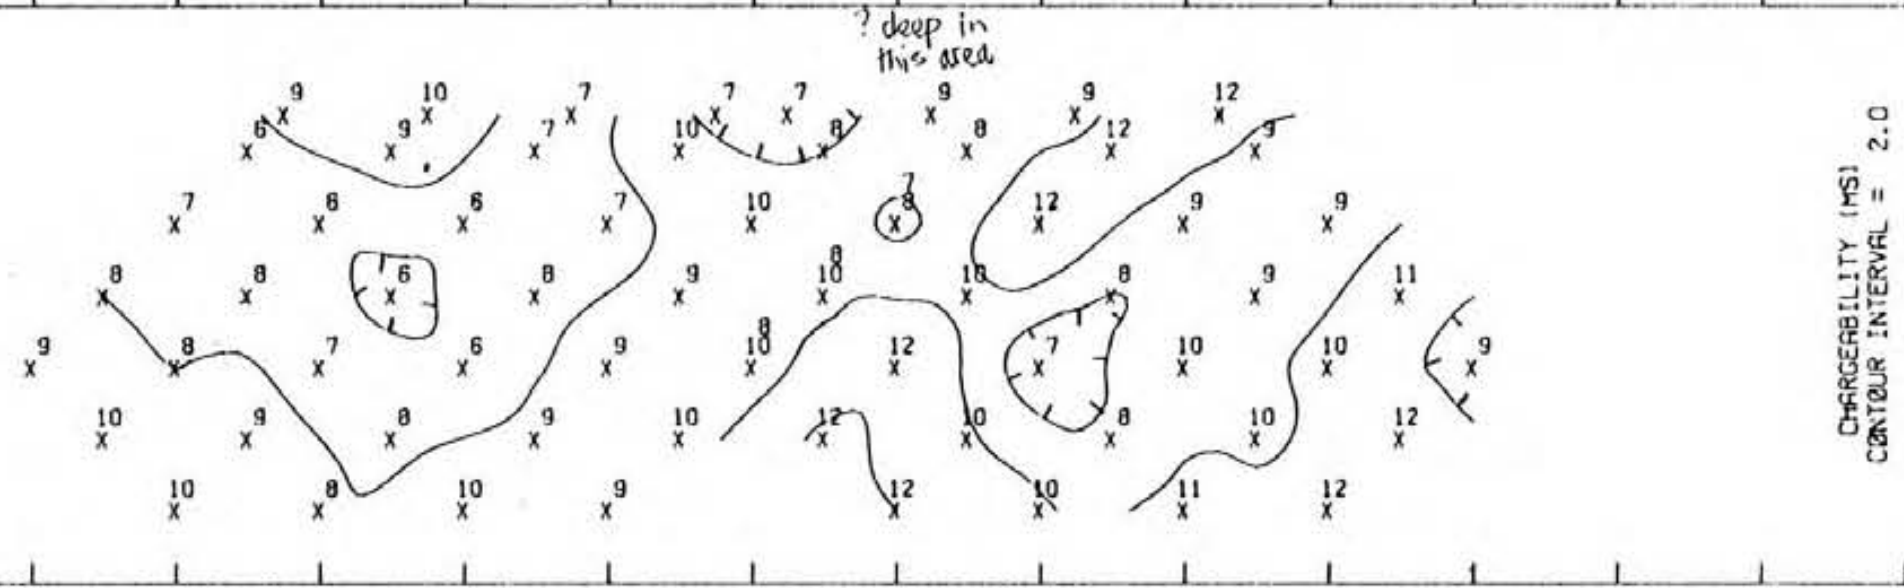 ? deep in
this area
9 10 7 7 7 9 9 12
6 9 7 10 8 8 12 9
7 6 6 7 10 7 8 12 9 9
8 8 6 8 9 8 10 10 8 9 11
9 8 7 6 9 8 10 12 7 10 10 9
10 9 8 9 10 12 10 8 10 12
10 8 10 9 12 10 11 12
CHARGEABILITY (MS)
CONTOUR INTERVAL = 2.0